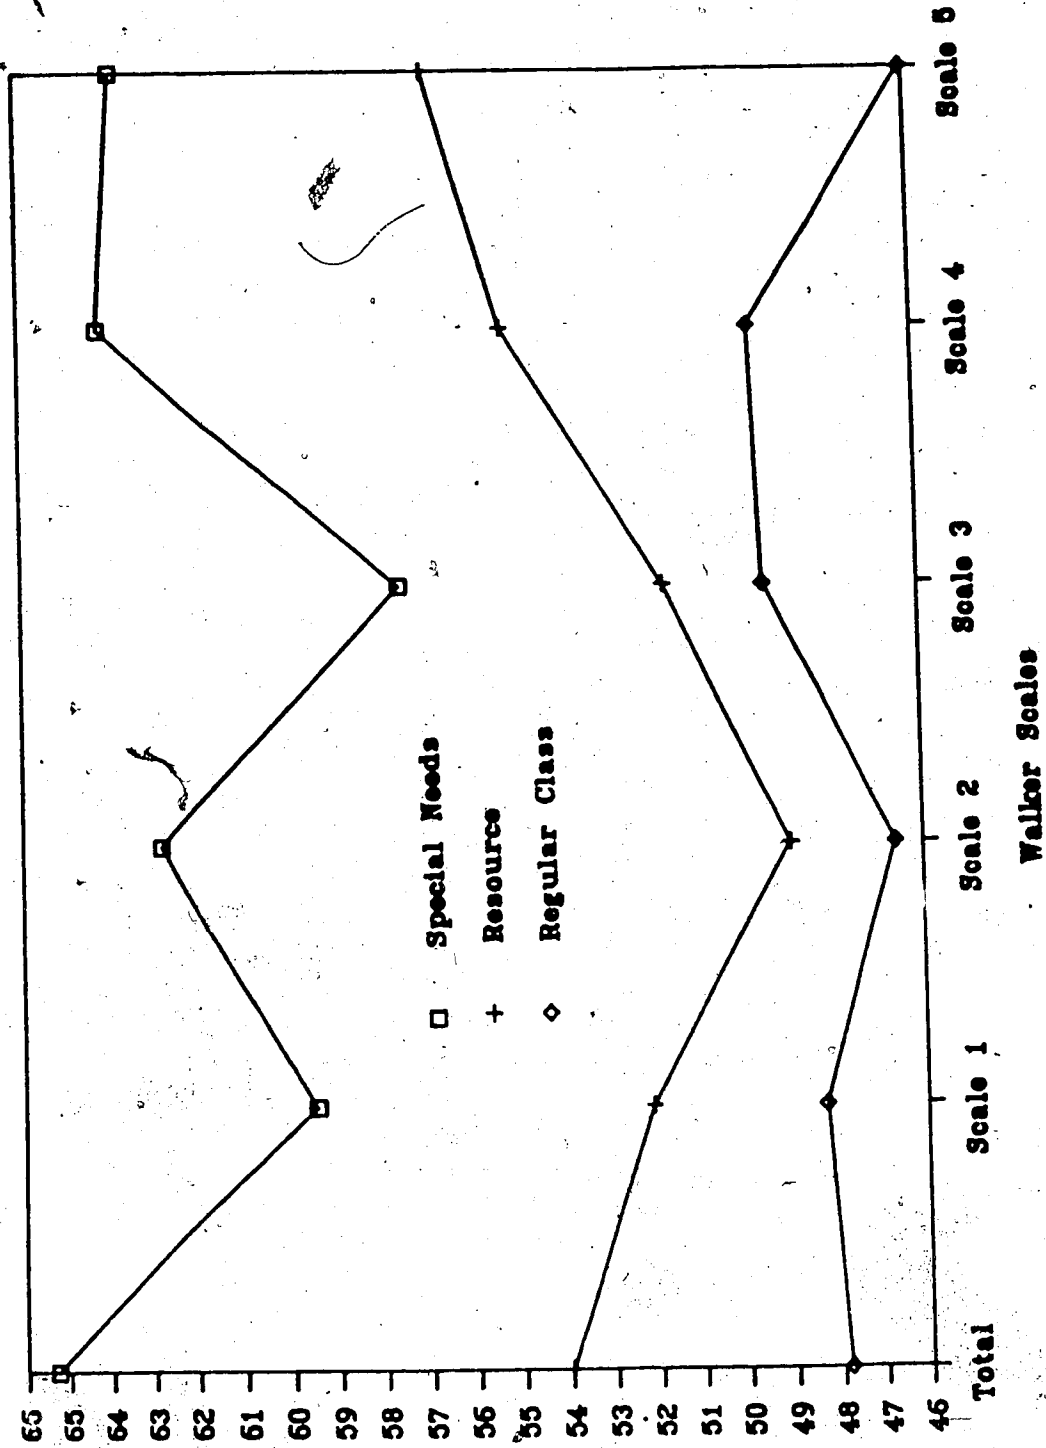 65
65
64
63
62
61
60
59
58
57
56
55
54
53
52
51
50
49
48
47
46
□ Special Needs
+ Resource
◇ Regular Class
Total
Scale 1
Scale 2
Scale 3
Scale 4
Scale 5
Walker Scales